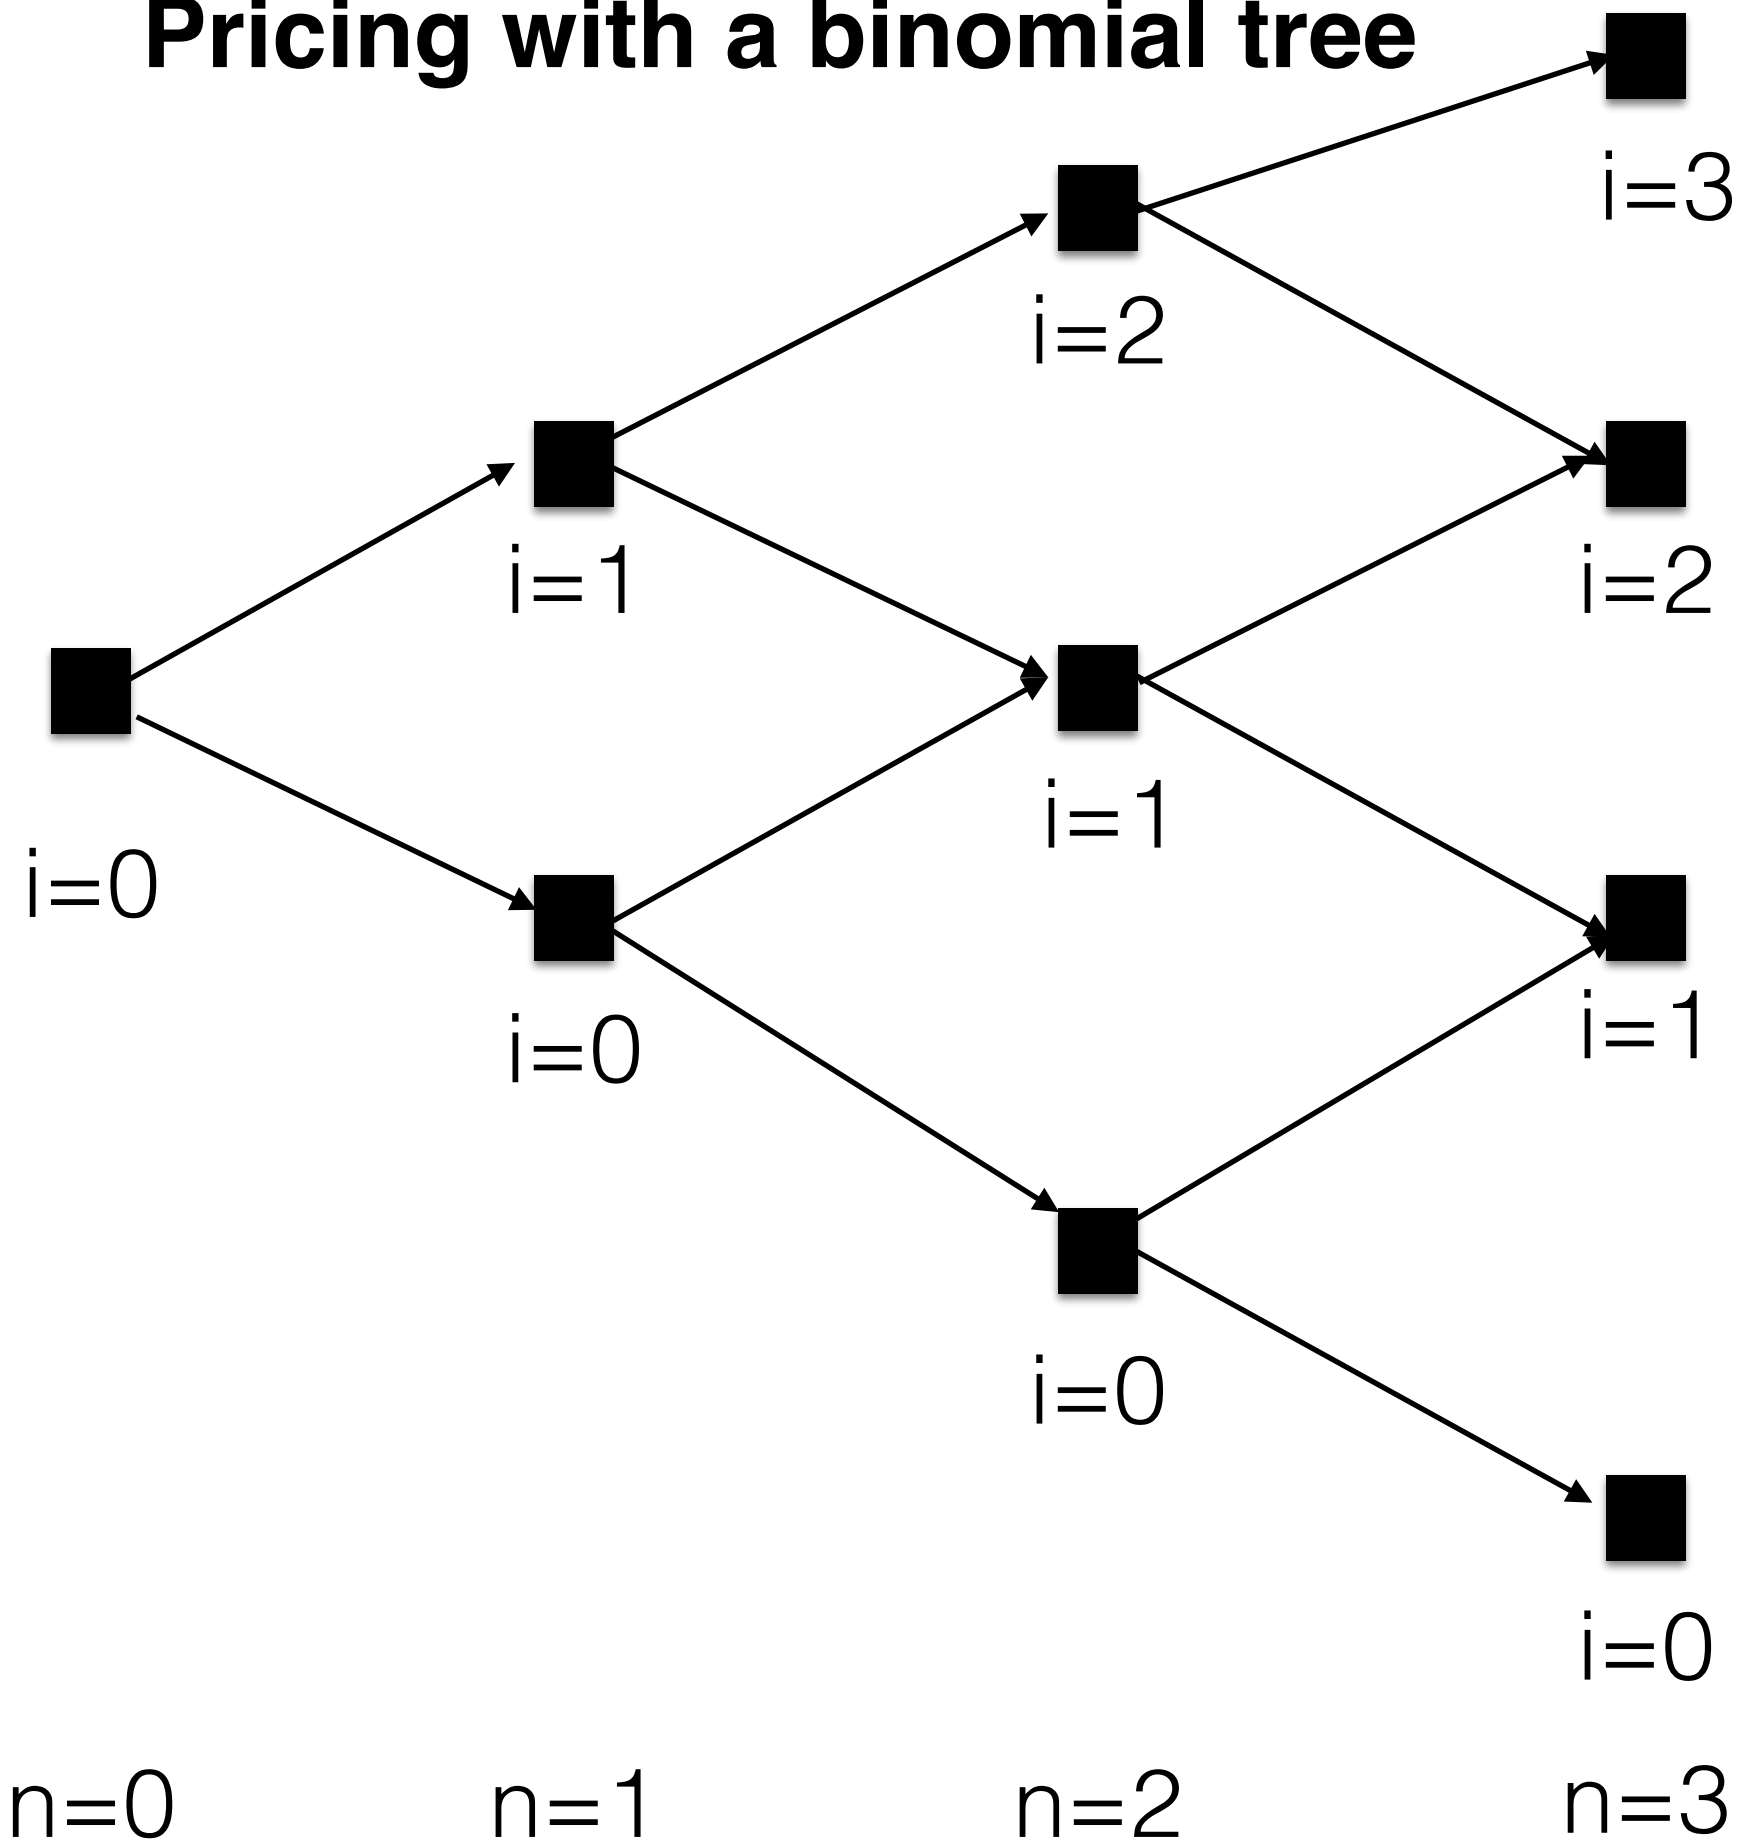 Pricing with a binomial tree
i=3
i=2
i=2
i=1
i=1
i=0
i=1
i=0
i=0
i=0
n=0 n=1 n=2 n=3